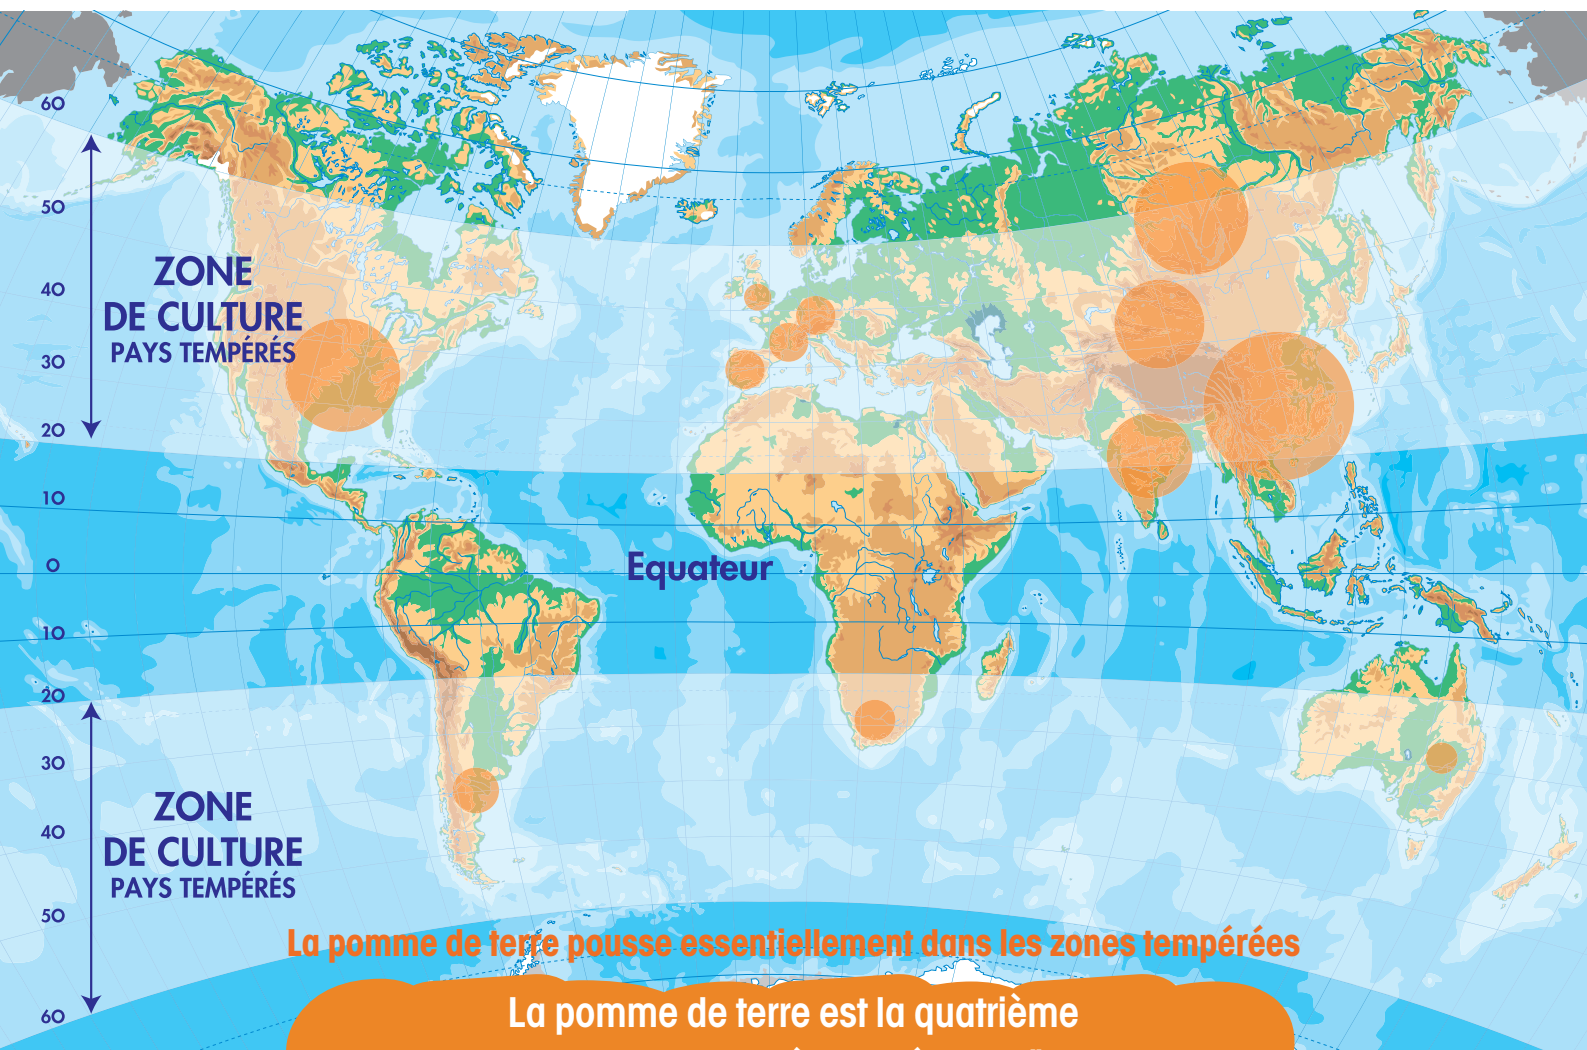 60
50
40
30
20
10
0
10
20
30
40
50
60
ZONE
DE CULTURE
PAYS TEMPÉRÉS
Equateur
ZONE
DE CULTURE
PAYS TEMPÉRÉS
La pomme de terre pousse essentiellement dans les zones tempérées
La pomme de terre est la quatrième